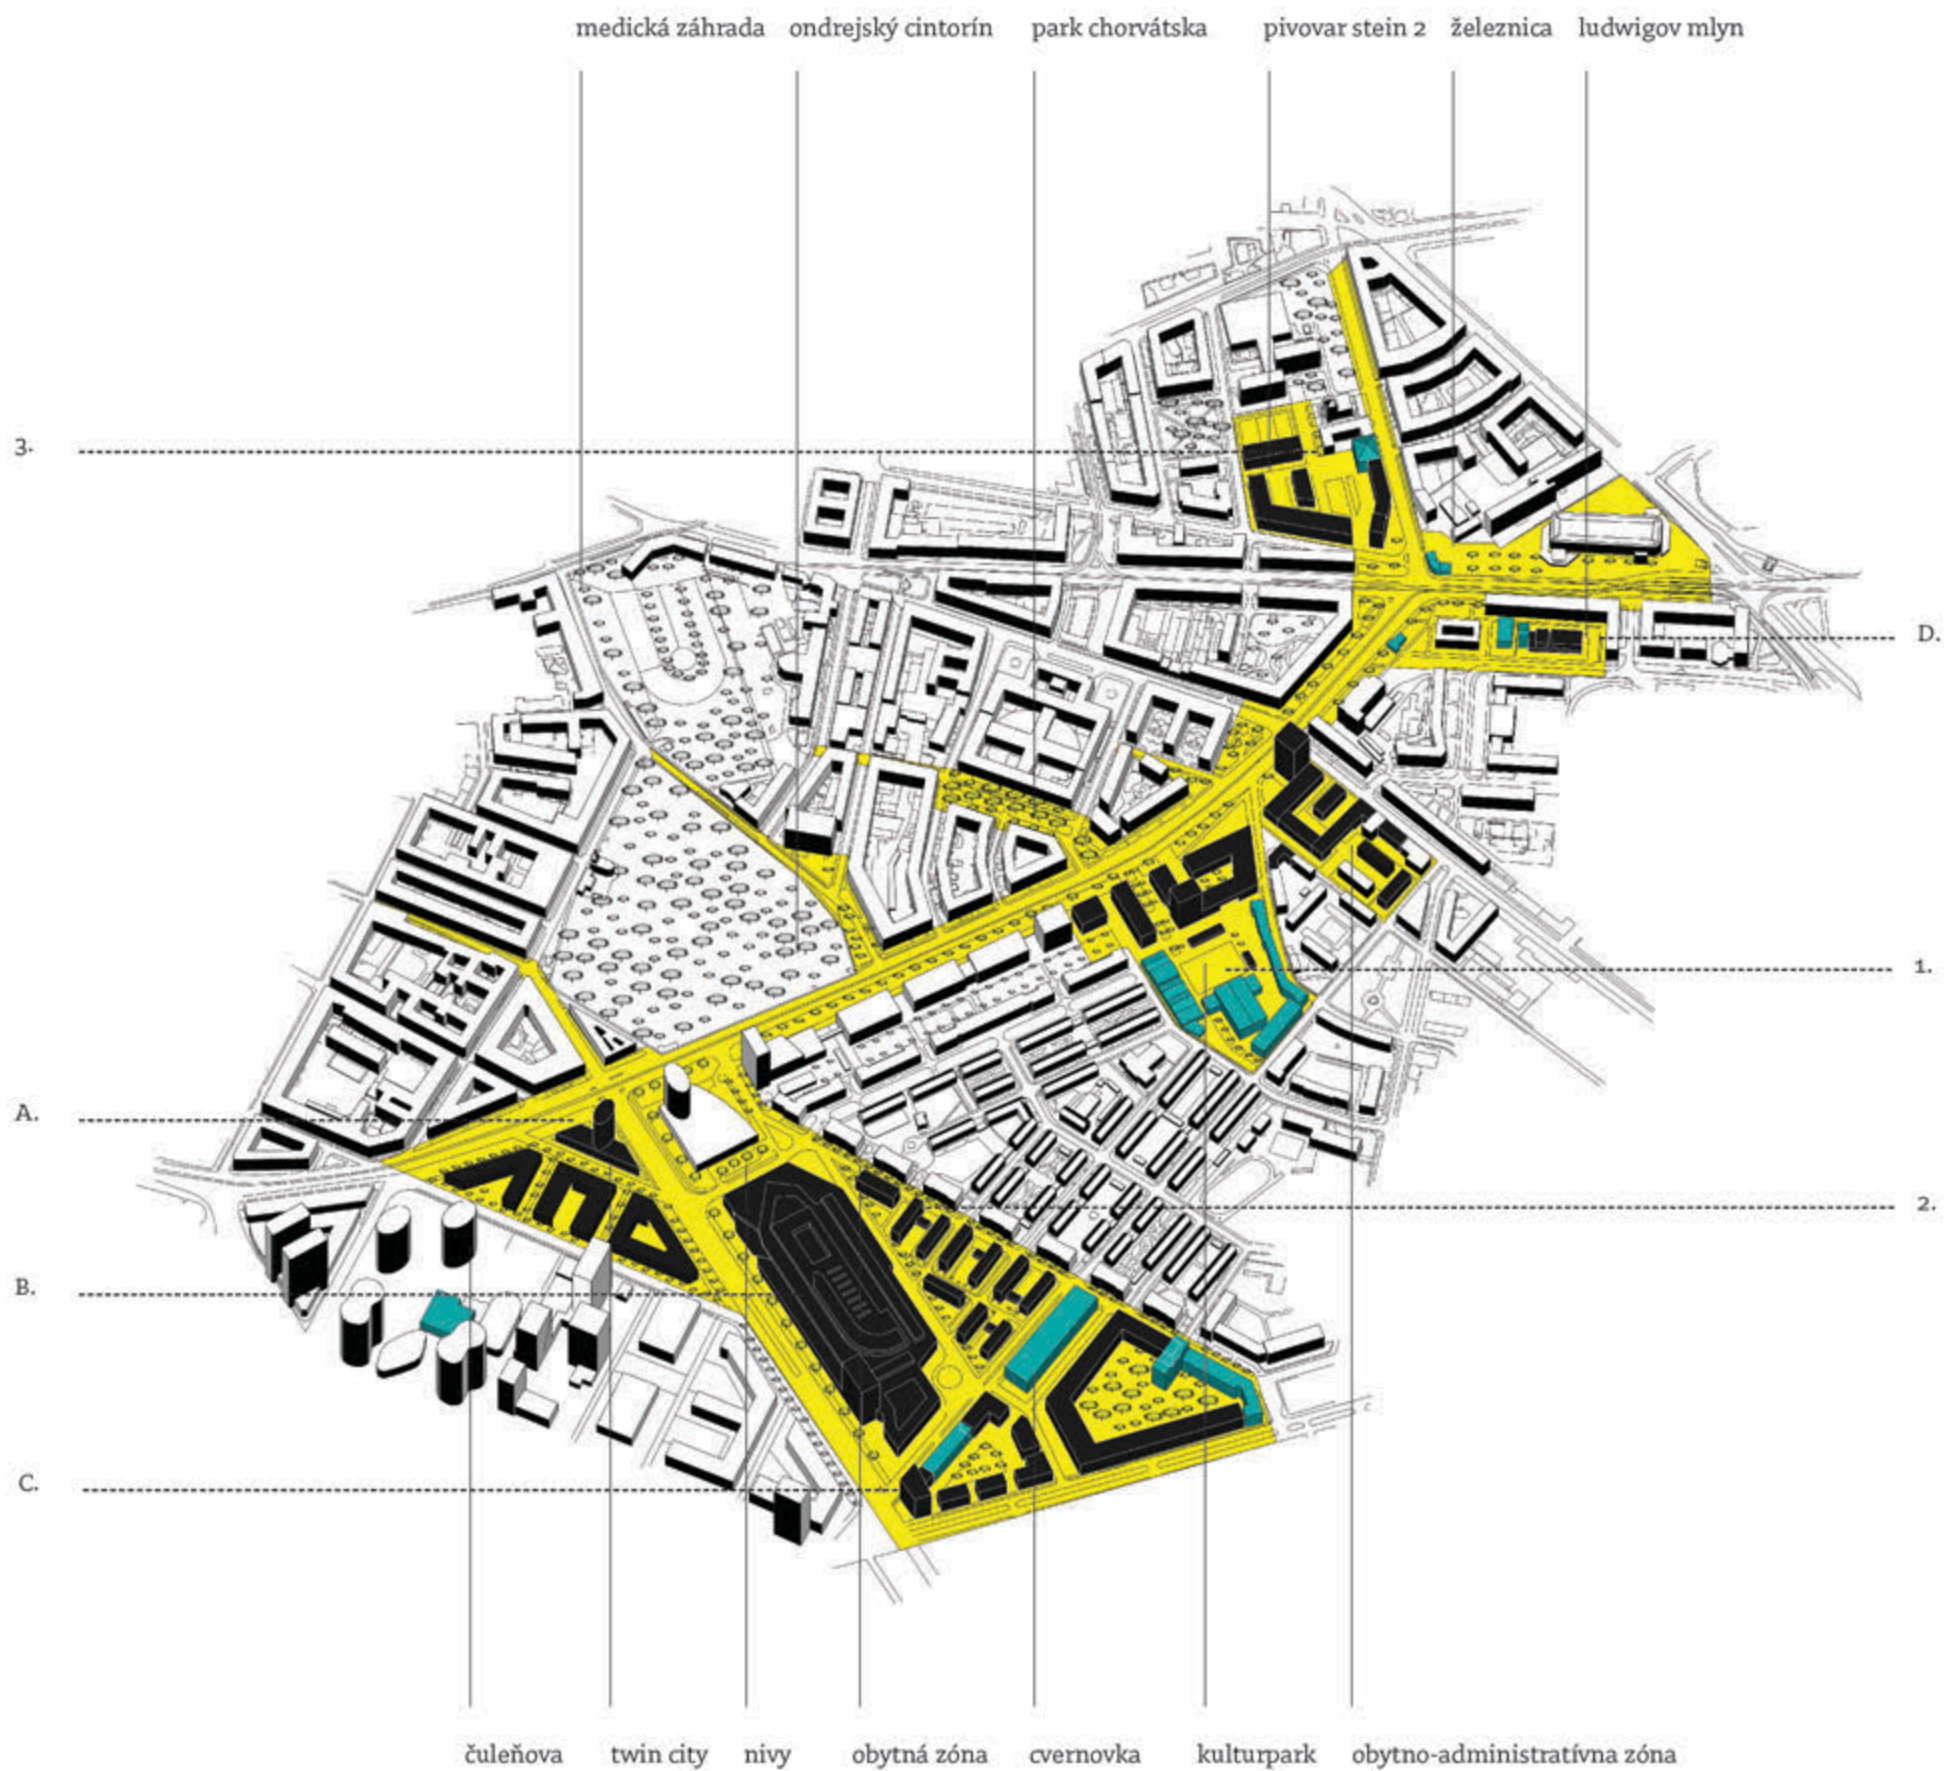 medická záhrada ondrejský cintorín park chorvátska pivovar stein 2 železnica ludwigov mlyn
3.
D.
1.
A.
2.
B.
C.
čuleňova twin city nivy obytná zóna cvernovka kulturpark obytno-administratívna zóna